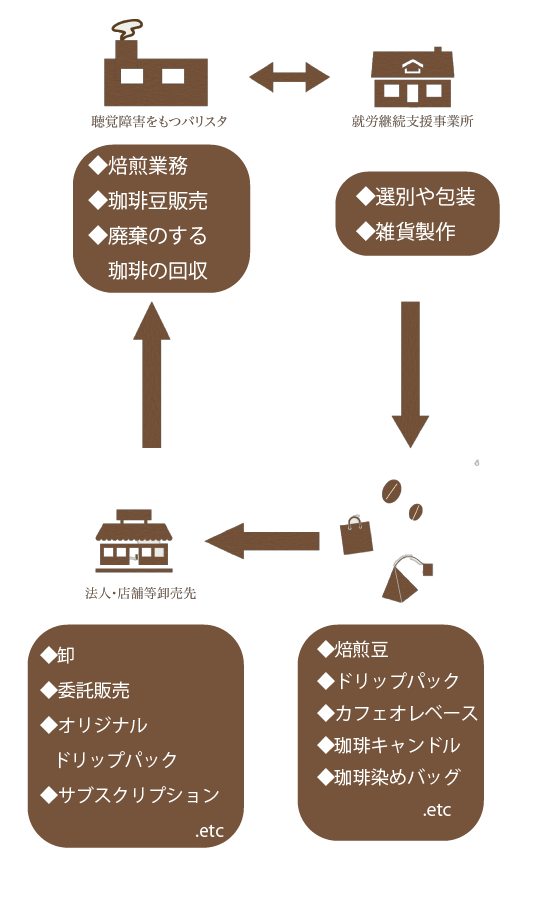 聴覚障害をもつバリスタ
就労継続支援事業所
◆焙煎業務
◆珈琲豆販売
◆廃棄のする
珈琲の回収
◆選別や包装
◆雑貨製作
法人・店舗等卸売先
◆卸
◆委託販売
◆オリジナル
ドリップパック
◆サブスクリプション
.etc
◆焙煎豆
◆ドリップパック
◆カフェオレベース
◆珈琲キャンドル
◆珈琲染めバッグ
.etc